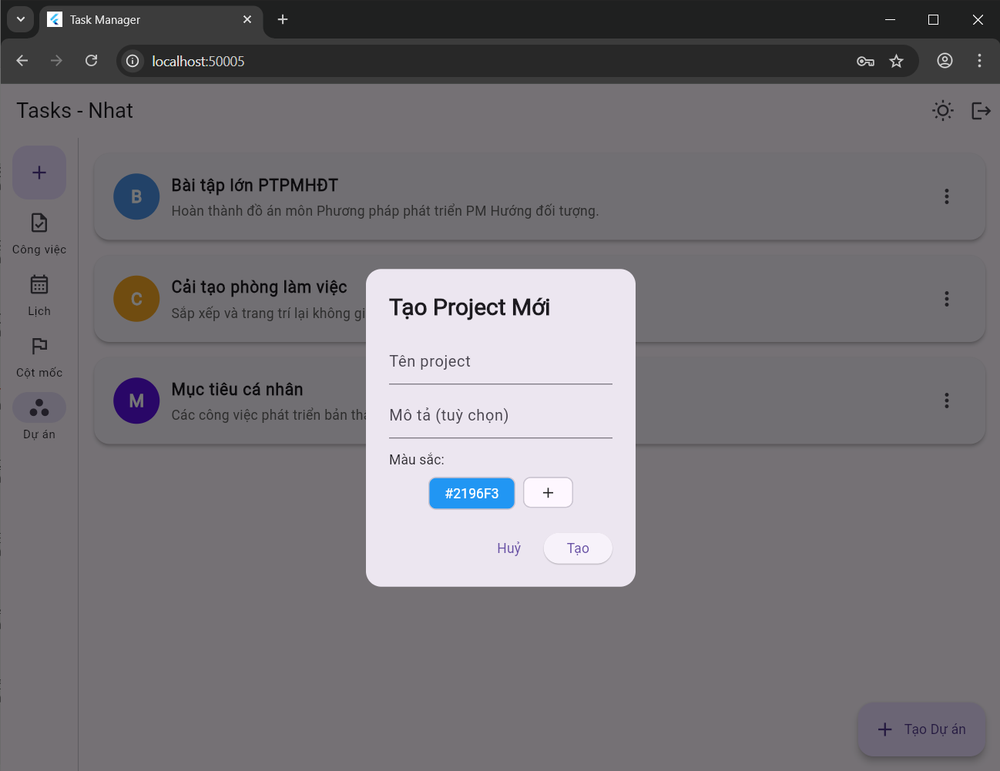 Task Manager
localhost:50005
Tasks - Nhat
Công việc
Lịch
Cột mốc
Dự án
B
Bài tập lớn PTPMHĐT
Hoàn thành đồ án môn Phương pháp phát triển PM Hướng đối tượng.
C
Cải tạo phòng làm việc
Sắp xếp và trang trí lại không gi
M
Mục tiêu cá nhân
Các công việc phát triển bản thâ
Tạo Project Mới
Tên project
Mô tả (tuỳ chọn)
Màu sắc:
#2196F3
Huỷ
Tạo
Tạo Dự án